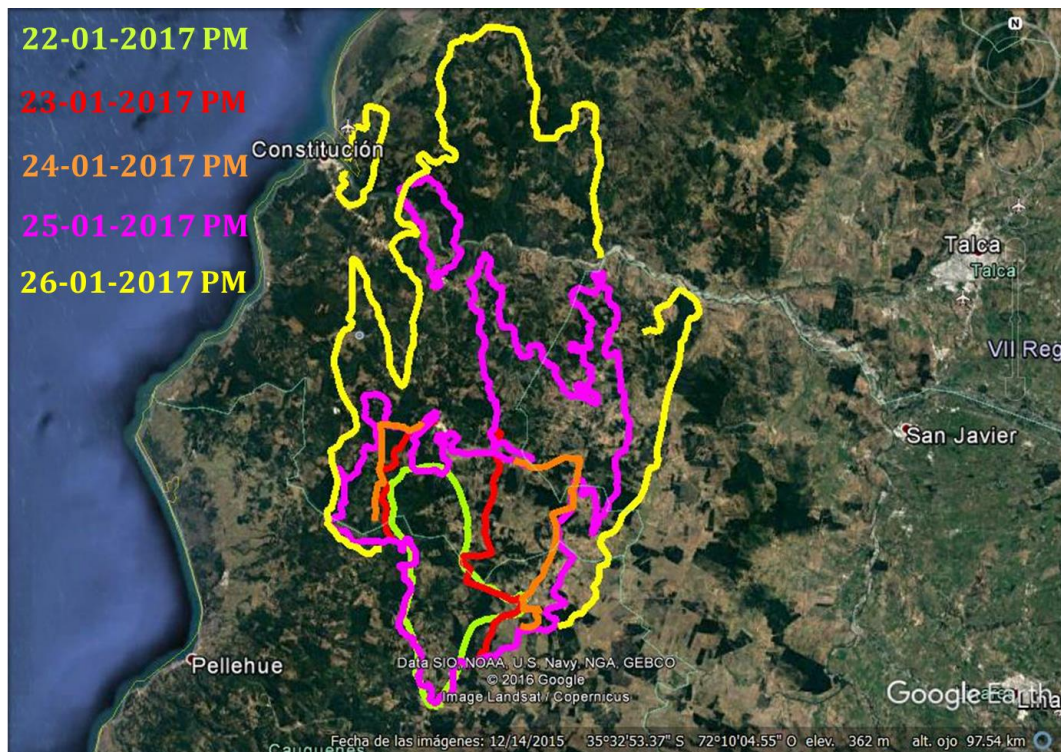 22-01-2017 PM
23-01-2017 PM
24-01-2017 PM
25-01-2017 PM
26-01-2017 PM
N
Constitución
Talca
Talca
VII Reg
San Javier
Pellehue
Data SIO, NOAA, U.S. Navy, NGA, GEBCO
© 2016 Google
Image Landsat / Copernicus
Google Earth
Lina
Cauquenes
Fecha de las imágenes: 12/14/2015 35°32'53.37" S 72°10'04.55" O elev. 362 m alt. ojo 97.54 km